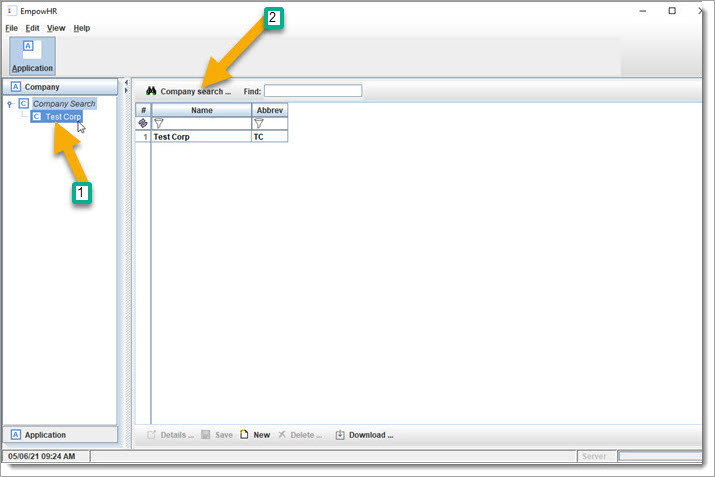 EmpowHR
File Edit View Help
2
A
Application
A Company
Company search ... Find:
C Company Search
C Test Corp
# Name Abbrev
1 Test Corp TC
1
A Application
Details ... Save New Delete ... Download ...
05/06/21 09:24 AM Server